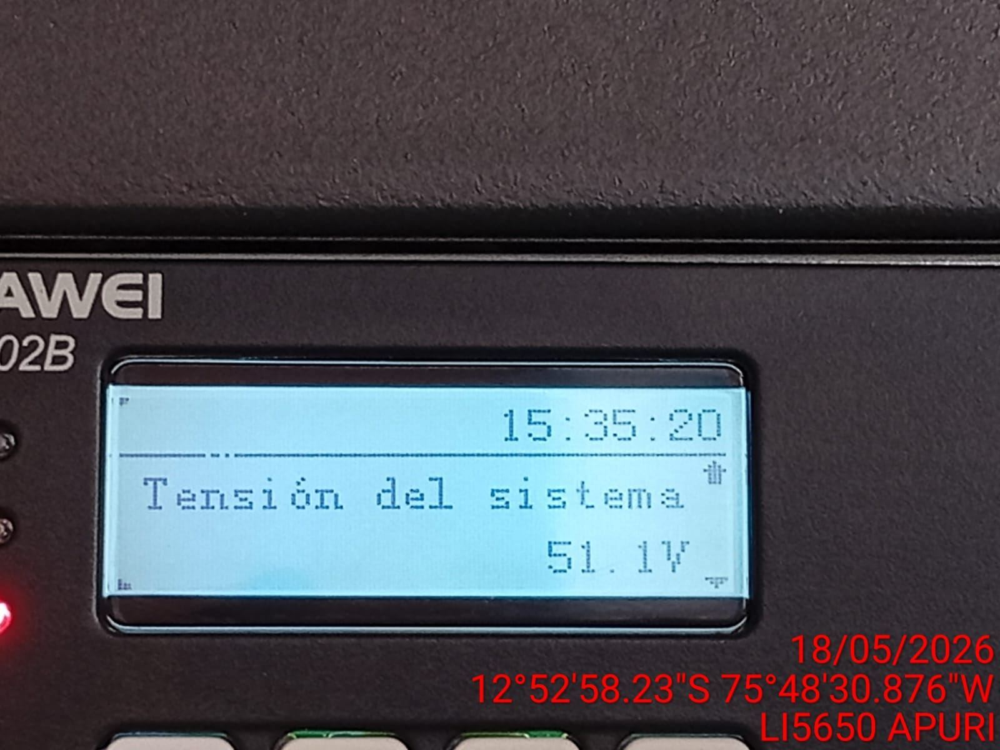 AWEI
02B
15:35:20
Tensión del sistema
51.1V
18/05/2026
12°52'58.23"S 75°48'30.876"W
LI5650 APURI